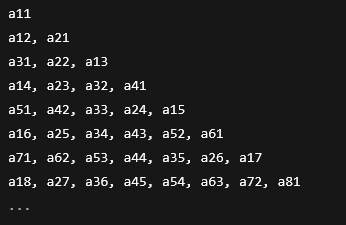 a11
a12, a21
a31, a22, a13
a14, a23, a32, a41
a51, a42, a33, a24, a15
a16, a25, a34, a43, a52, a61
a71, a62, a53, a44, a35, a26, a17
a18, a27, a36, a45, a54, a63, a72, a81
...